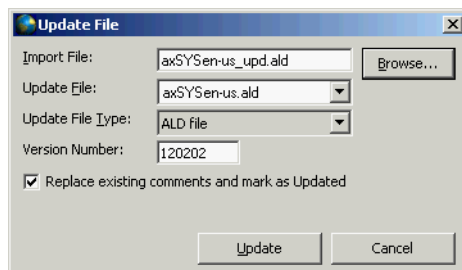 Update File
Import File: axSYSen-us_upd.ald Browse...
Update File: axSYSen-us.ald
Update File Type: ALD file
Version Number: 120202
Replace existing comments and mark as Updated
Update Cancel